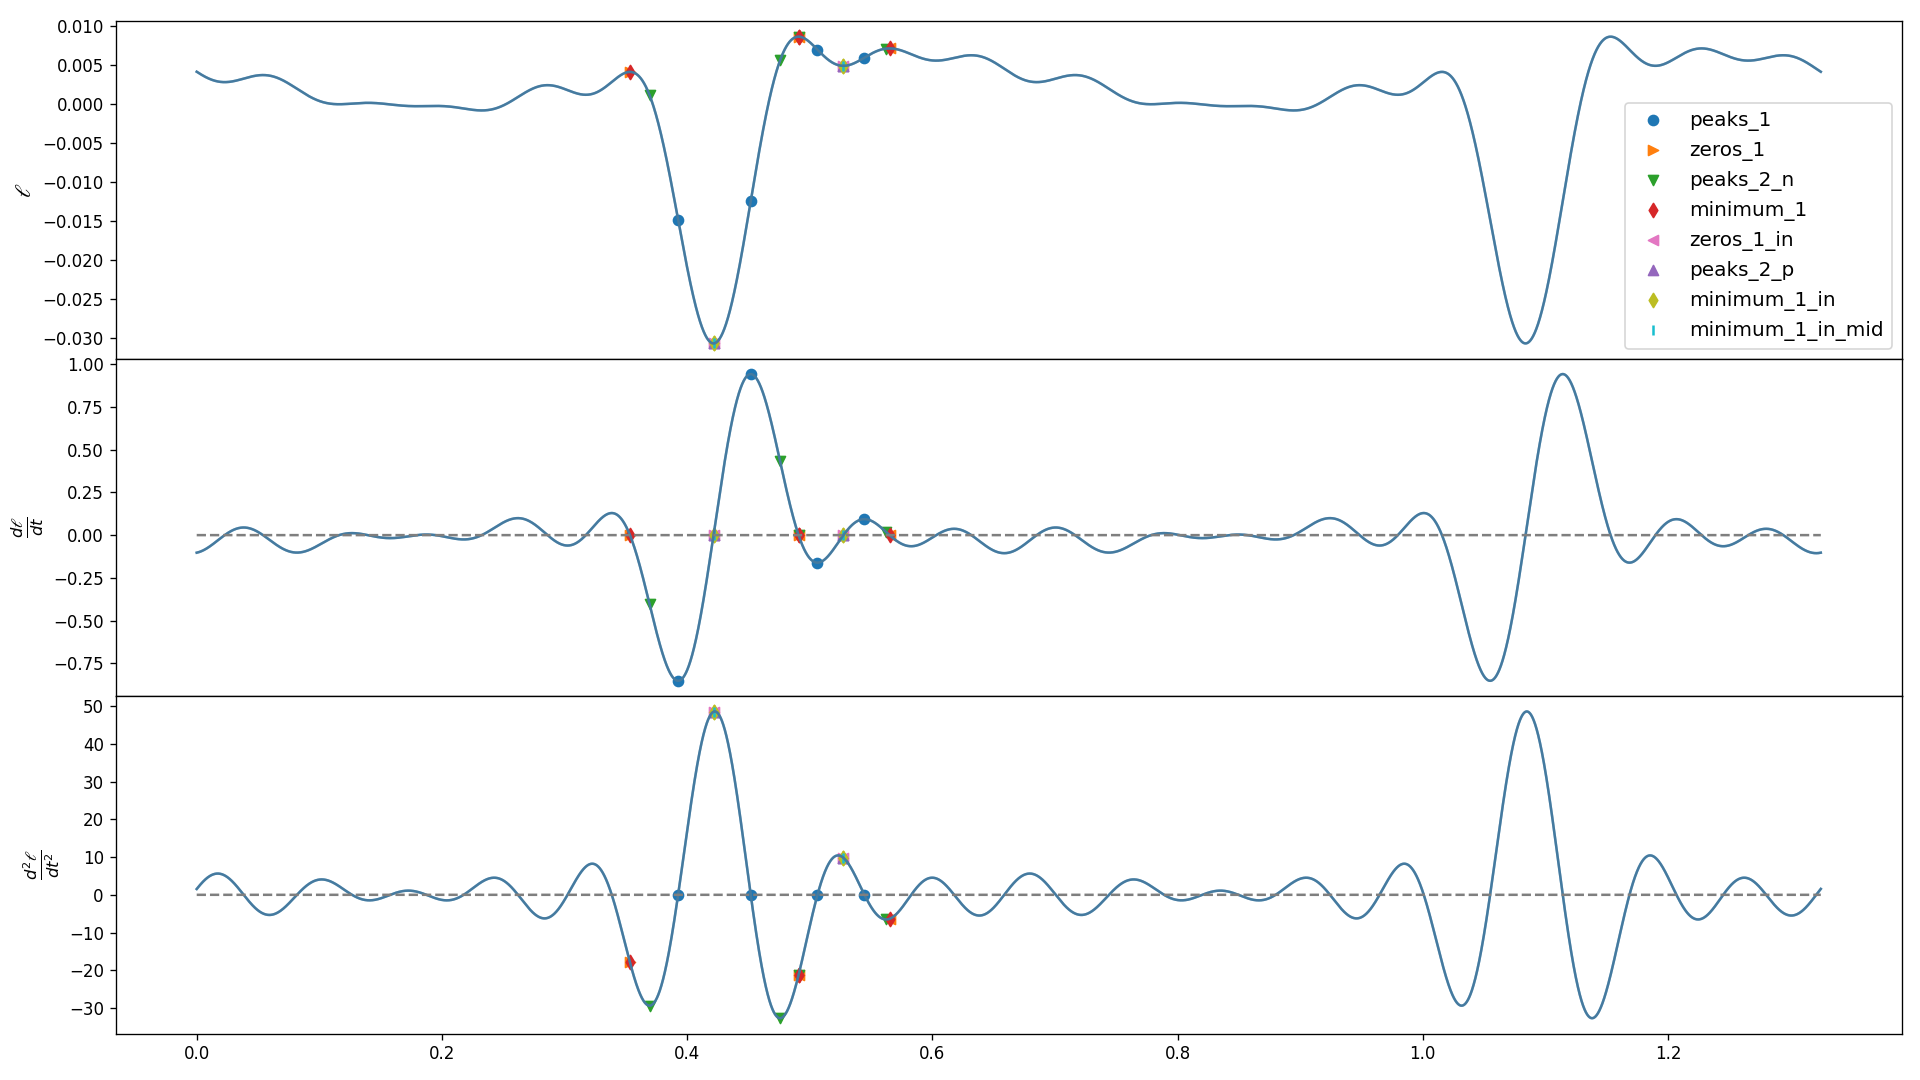 0.010
0.005
0.000
−0.005
−0.010
−0.015
−0.020
−0.025
−0.030
ℓ
peaks_1
zeros_1
peaks_2_n
minimum_1
zeros_1_in
peaks_2_p
minimum_1_in
minimum_1_in_mid
1.00
0.75
0.50
0.25
0.00
−0.25
−0.50
−0.75
dℓ
dt
50
40
30
20
10
0
−10
−20
−30
d²ℓ
dt²
0.0 0.2 0.4 0.6 0.8 1.0 1.2